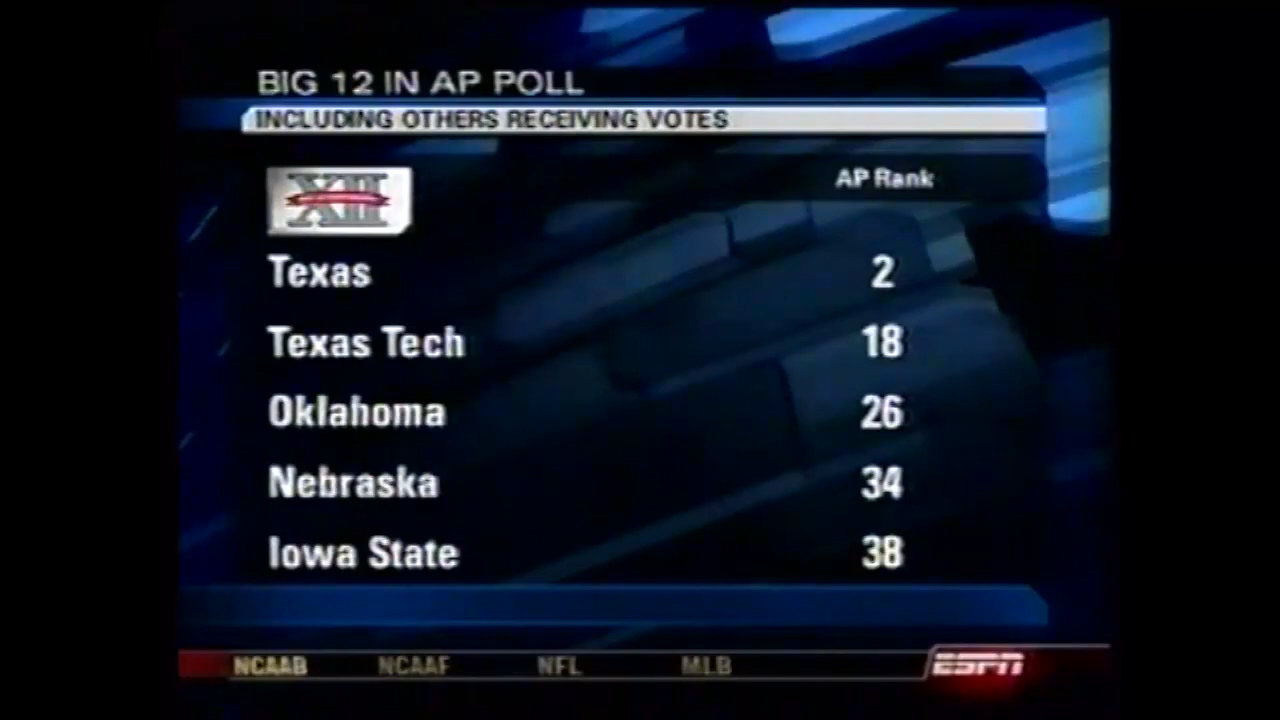 BIG 12 IN AP POLL
INCLUDING OTHERS RECEIVING VOTES
XII
AP Rank
Texas 2
Texas Tech 18
Oklahoma 26
Nebraska 34
Iowa State 38
NCAAB NCAAF NFL MLB ESPN